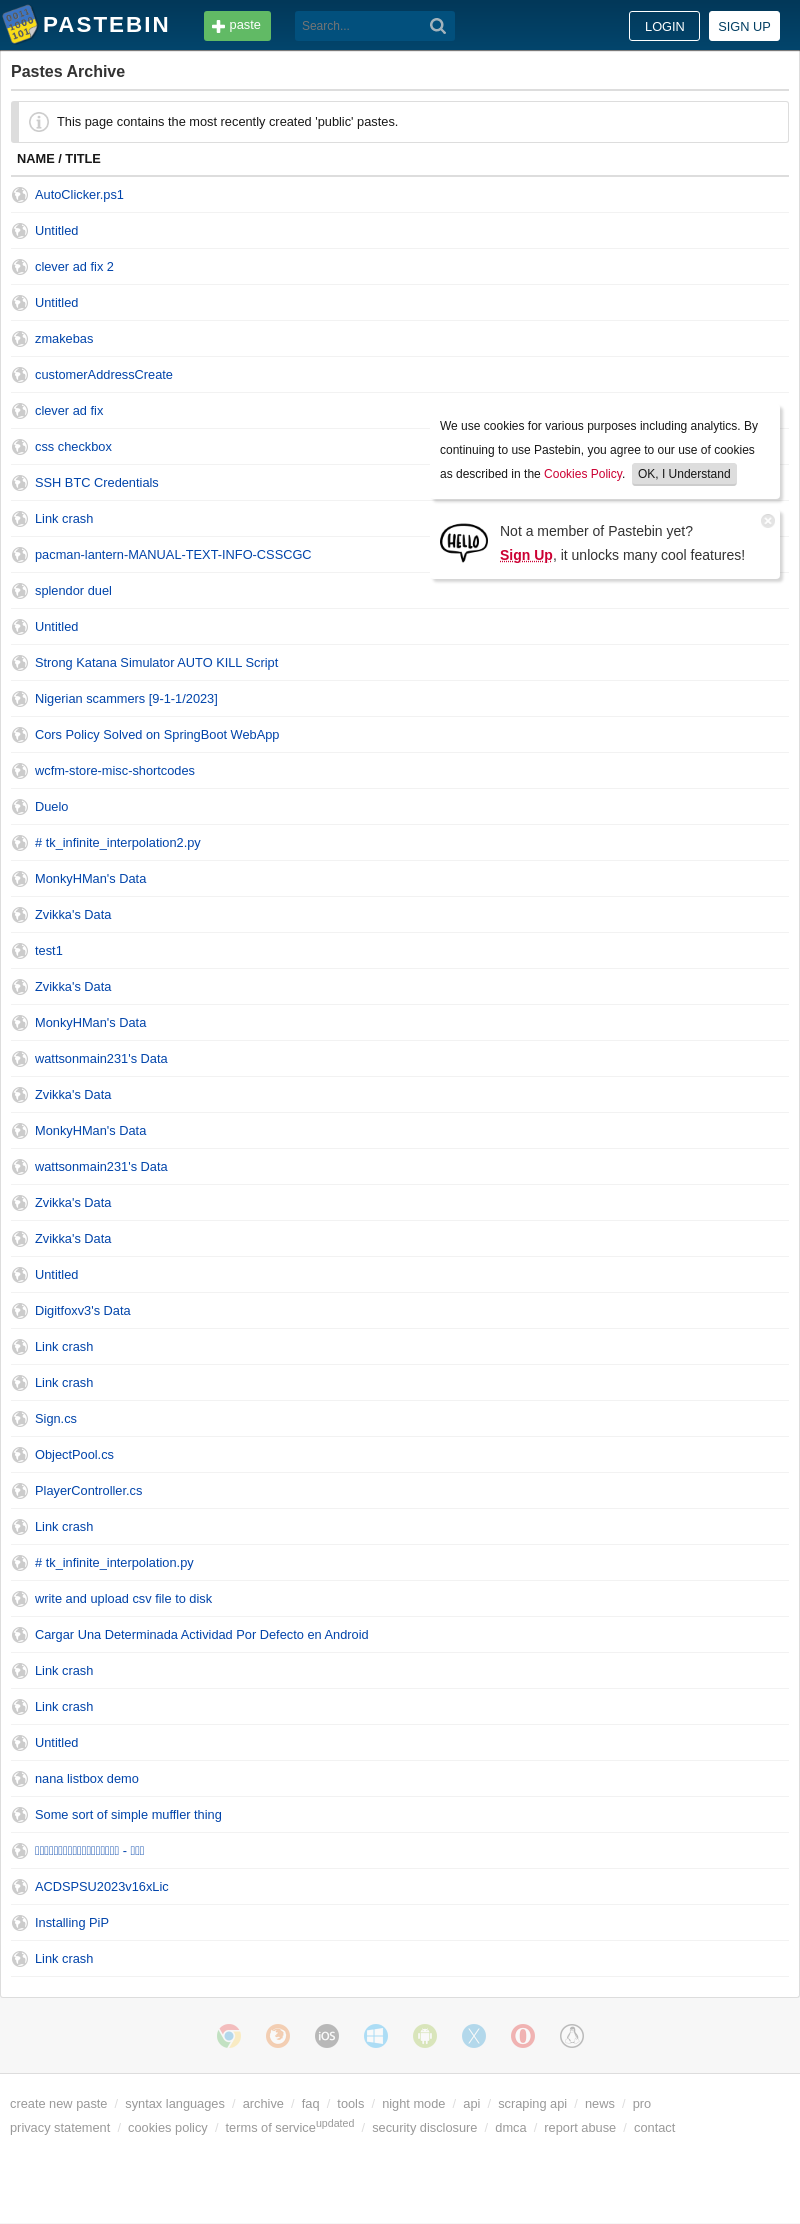 PASTEBIN
paste
Search...
LOGIN
SIGN UP
Pastes Archive
This page contains the most recently created 'public' pastes.
NAME / TITLE
AutoClicker.ps1
Untitled
clever ad fix 2
Untitled
zmakebas
customerAddressCreate
clever ad fix
css checkbox
SSH BTC Credentials
Link crash
pacman-lantern-MANUAL-TEXT-INFO-CSSCGC
We use cookies for various purposes including analytics. By
continuing to use Pastebin, you agree to our use of cookies
as described in the Cookies Policy. OK, I Understand
HELLO
Not a member of Pastebin yet?
Sign Up, it unlocks many cool features!
splendor duel
Untitled
Strong Katana Simulator AUTO KILL Script
Nigerian scammers [9-1-1/2023]
Cors Policy Solved on SpringBoot WebApp
wcfm-store-misc-shortcodes
Duelo
# tk_infinite_interpolation2.py
MonkyHMan's Data
Zvikka's Data
test1
Zvikka's Data
MonkyHMan's Data
wattsonmain231's Data
Zvikka's Data
MonkyHMan's Data
wattsonmain231's Data
Zvikka's Data
Zvikka's Data
Untitled
Digitfoxv3's Data
Link crash
Link crash
Sign.cs
ObjectPool.cs
PlayerController.cs
Link crash
# tk_infinite_interpolation.py
write and upload csv file to disk
Cargar Una Determinada Actividad Por Defecto en Android
Link crash
Link crash
Untitled
nana listbox demo
Some sort of simple muffler thing
ACDSPSU2023v16xLic
Installing PiP
Link crash
iOS
create new paste / syntax languages / archive / faq / tools / night mode / api / scraping api / news / pro
privacy statement / cookies policy / terms of serviceupdated / security disclosure / dmca / report abuse / contact